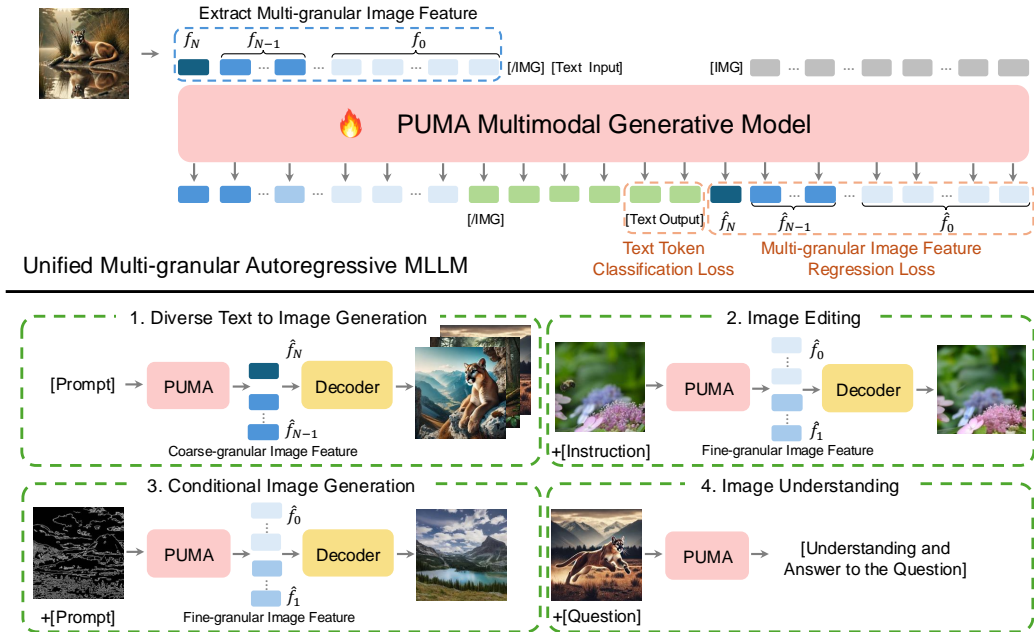 Extract Multi-granular Image Feature
f_N f_{N-1} f_0
... ... ... [/IMG] [Text Input] [IMG] ... ... ...
PUMA Multimodal Generative Model
... ... ... ... ... ...
[/IMG] [Text Output] f̂_N f̂_{N-1} f̂_0
Text Token
Classification Loss
Multi-granular Image Feature
Regression Loss
Unified Multi-granular Autoregressive MLLM
1. Diverse Text to Image Generation
[Prompt]
PUMA
f̂_N
f̂_{N-1}
Decoder
Coarse-granular Image Feature
2. Image Editing
+[Instruction]
PUMA
f̂_0
f̂_1
Decoder
Fine-granular Image Feature
3. Conditional Image Generation
+[Prompt]
PUMA
f̂_0
f̂_1
Decoder
Fine-granular Image Feature
4. Image Understanding
+[Question]
PUMA
[Understanding and
Answer to the Question]